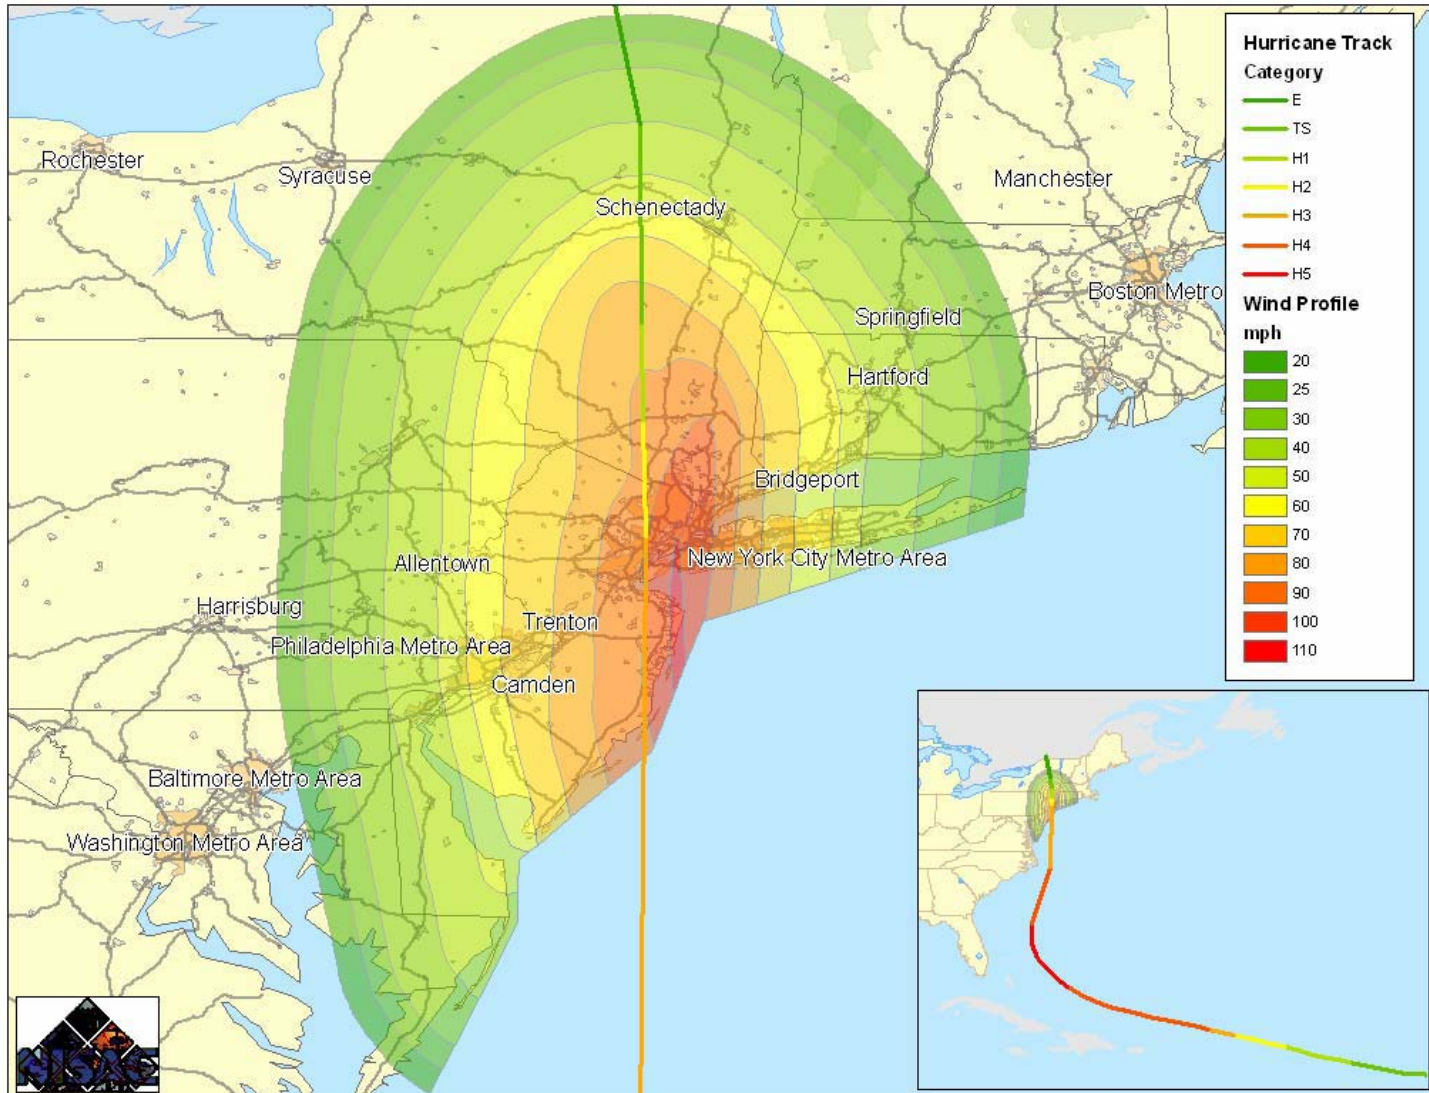 Rochester
Syracuse
Schenectady
Manchester
Boston Metro
Springfield
Hartford
Bridgeport
New York City Metro Area
Allentown
Harrisburg
Trenton
Philadelphia Metro Area
Camden
Baltimore Metro Area
Washington Metro Area
Hurricane Track
Category
E
TS
H1
H2
H3
H4
H5
Wind Profile
mph
20
25
30
40
50
60
70
80
90
100
110
NISAC